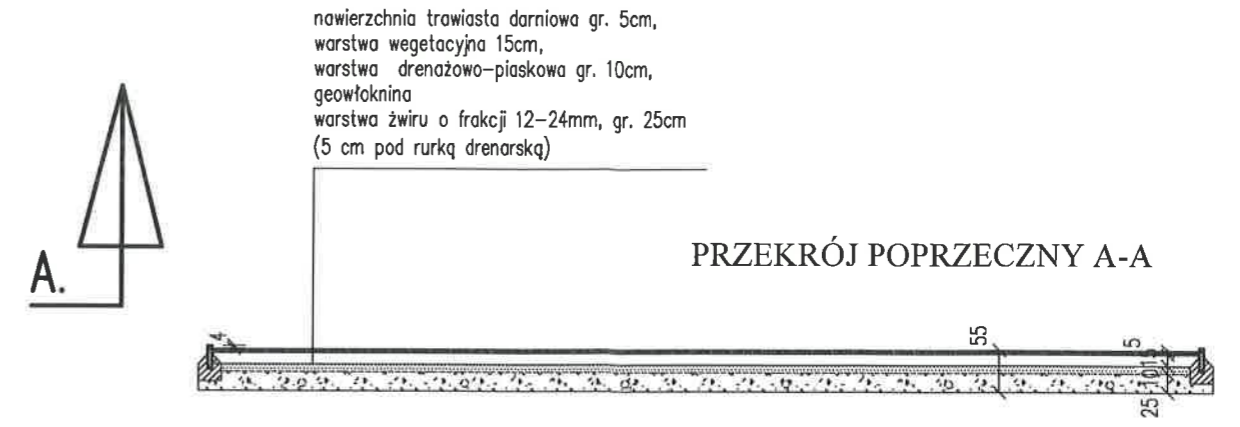 nawierzchnia trawiasta darniowa gr. 5cm,
warstwa wegetacyjna 15cm,
warstwa drenażowo-piaskowa gr. 10cm,
geowłoknina
warstwa żwiru o frakcji 12-24mm, gr. 25cm
(5 cm pod rurką drenarską)
A.
PRZEKRÓJ POPRZECZNY A-A
4
55
5
15
10
25